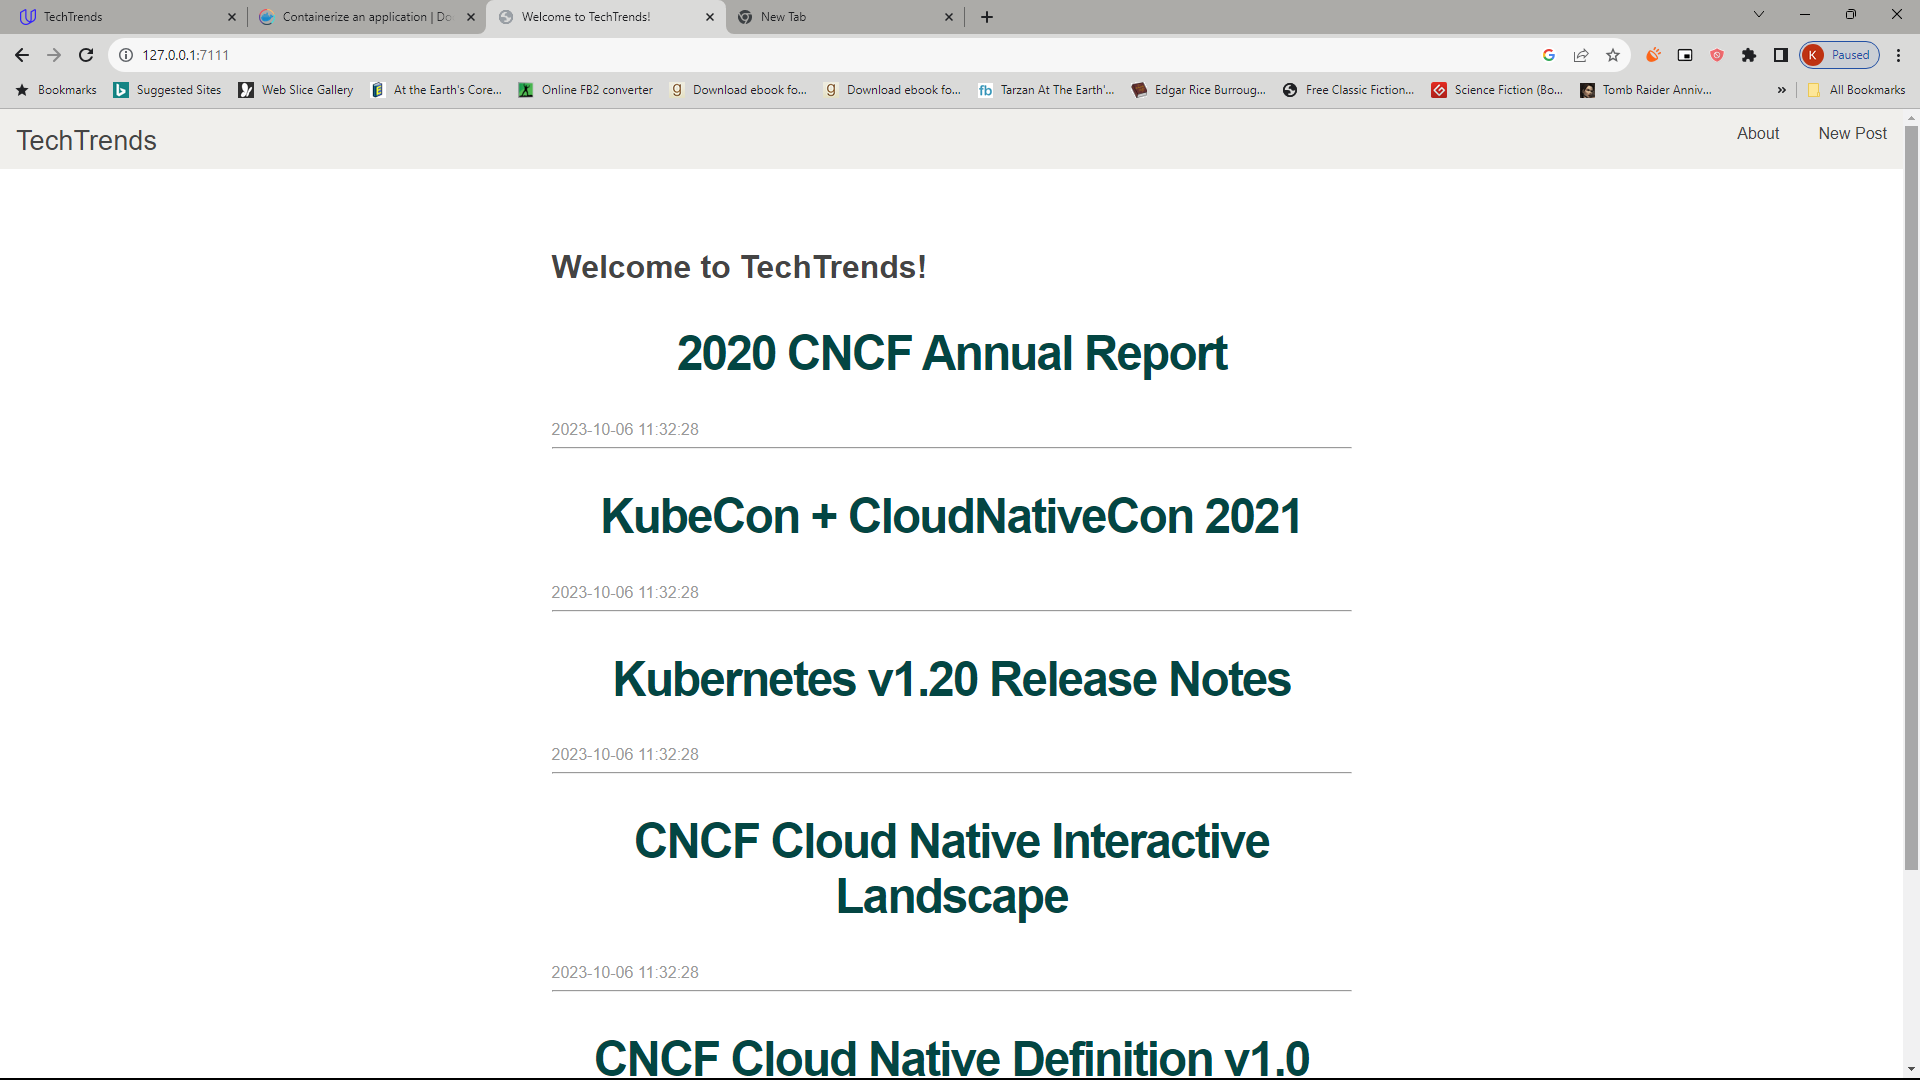 TechTrends
Containerize an application | Do
Welcome to TechTrends!
New Tab
127.0.0.1:7111
K Paused
Bookmarks
Suggested Sites
Web Slice Gallery
At the Earth's Core...
Online FB2 converter
Download ebook fo...
Download ebook fo...
fb Tarzan At The Earth'...
Edgar Rice Burroug...
Free Classic Fiction...
Science Fiction (Bo...
Tomb Raider Anniv...
»
All Bookmarks
TechTrends
About
New Post
Welcome to TechTrends!
2020 CNCF Annual Report
2023-10-06 11:32:28
KubeCon + CloudNativeCon 2021
2023-10-06 11:32:28
Kubernetes v1.20 Release Notes
2023-10-06 11:32:28
CNCF Cloud Native Interactive
Landscape
2023-10-06 11:32:28
CNCF Cloud Native Definition v1.0